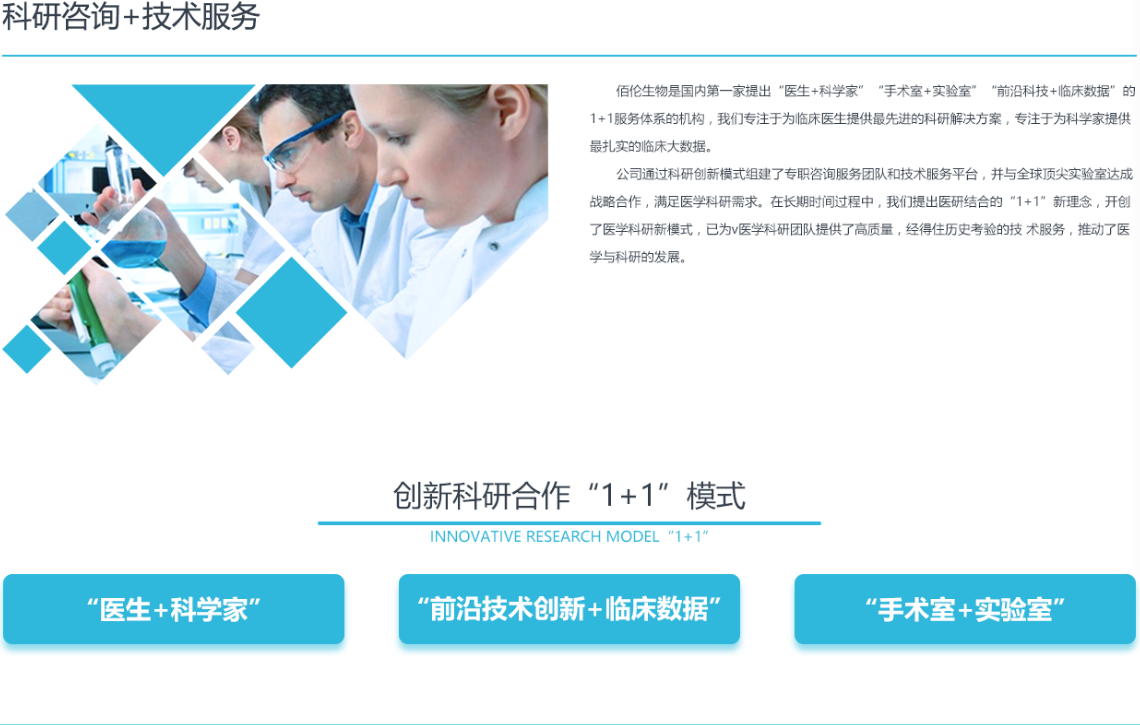 科研咨询+技术服务
佰伦生物是国内第一家提出“医生+科学家”“手术室+实验室”“前沿科技+临床数据”的
1+1服务体系的机构，我们专注于为临床医生提供最先进的科研解决方案，专注于为科学家提供
最扎实的临床大数据。
公司通过科研创新模式组建了专职咨询服务团队和技术服务平台，并与全球顶尖实验室达成
战略合作，满足医学科研需求。在长期时间过程中，我们提出医研结合的“1+1”新理念，开创
了医学科研新模式，已为v医学科研团队提供了高质量，经得住历史考验的技 术服务，推动了医
学与科研的发展。
创新科研合作“1+1”模式
INNOVATIVE RESEARCH MODEL“1+1”
“医生+科学家”
“前沿技术创新+临床数据”
“手术室+实验室”